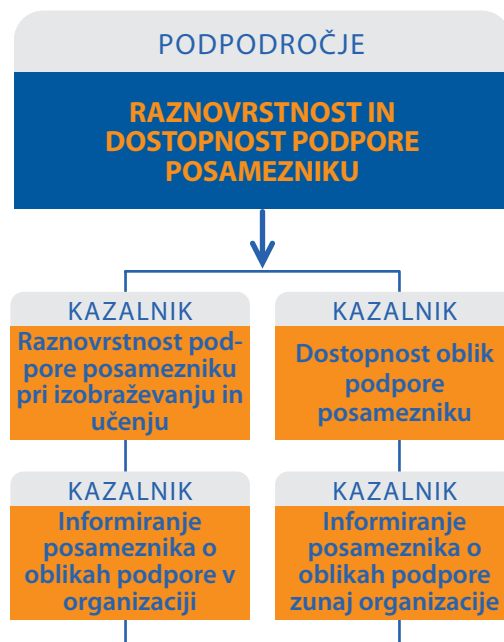 PODPODROČJE
RAZNOVRSTNOST IN
DOSTOPNOST PODPORE
POSAMEZNIKU
KAZALNIK
Raznovrstnost pod-
pore posamezniku
pri izobraževanju in
učenju
KAZALNIK
Dostopnost oblik
podpore
posamezniku
KAZALNIK
Informiranje
posameznika o
oblikah podpore v
organizaciji
KAZALNIK
Informiranje
posameznika o
oblikah podpore
zunaj organizacije